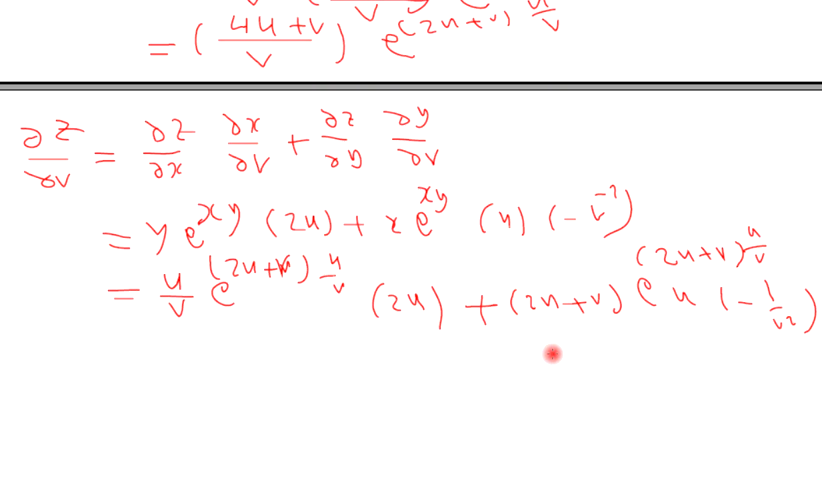 = (4u+v/v) e^(2u+v) u/v
∂z/∂v = ∂z/∂x ∂x/∂v + ∂z/∂y ∂y/∂v
= y e^xy (2u) + x e^xy (u) (-v^-2)
= u/v e^(2u+v) u/v (2u) + (2u+v) e^(2u+v) u/v u (-1/v2)